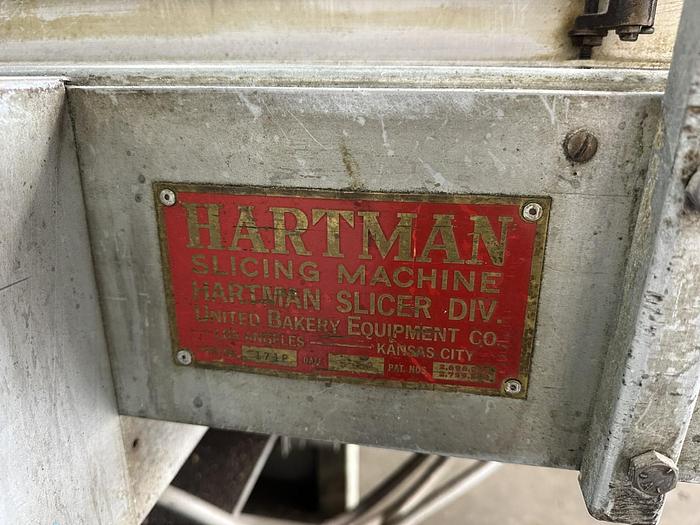 HARTMAN
SLICING MACHINE
HARTMAN SLICER DIV.
UNITED BAKERY EQUIPMENT CO.
LOS ANGELES — KANSAS CITY
171P PAT. NOS.